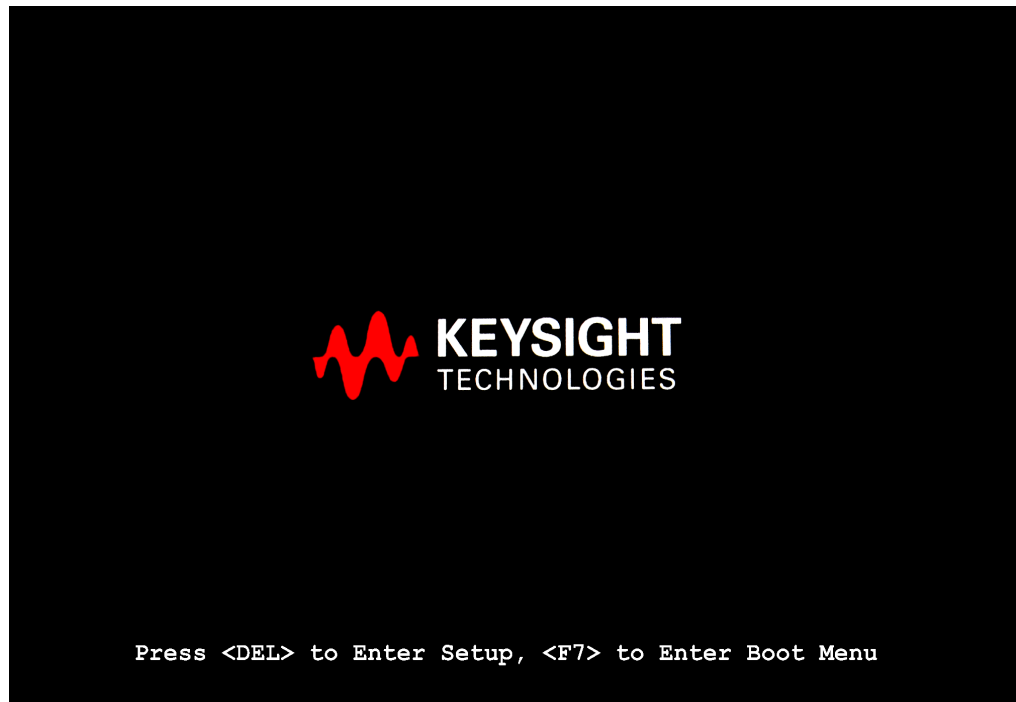 KEYSIGHT
TECHNOLOGIES
Press <DEL> to Enter Setup, <F7> to Enter Boot Menu